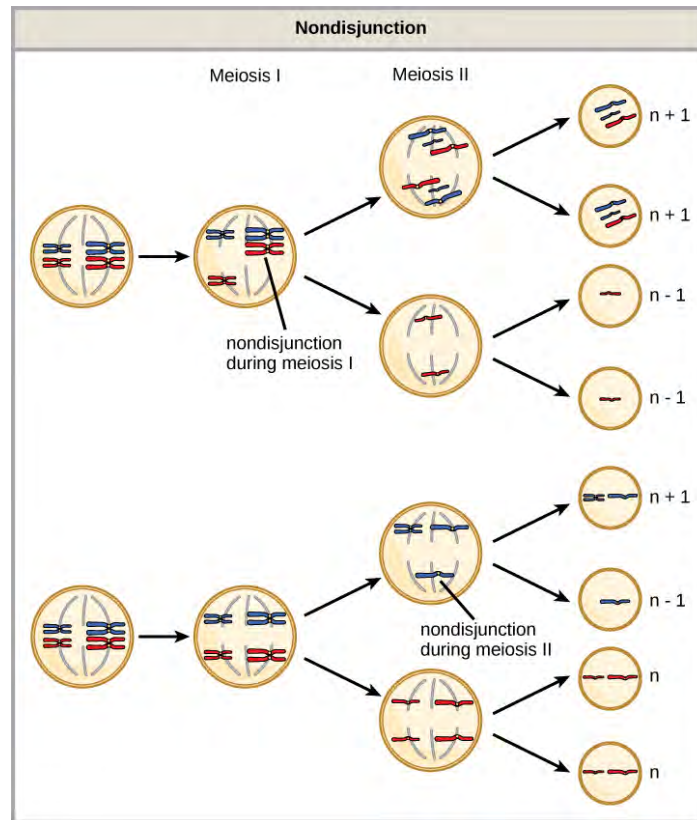 Nondisjunction
Meiosis I
Meiosis II
n + 1
n + 1
nondisjunction
during meiosis I
n - 1
n - 1
n + 1
n - 1
nondisjunction
during meiosis II
n
n